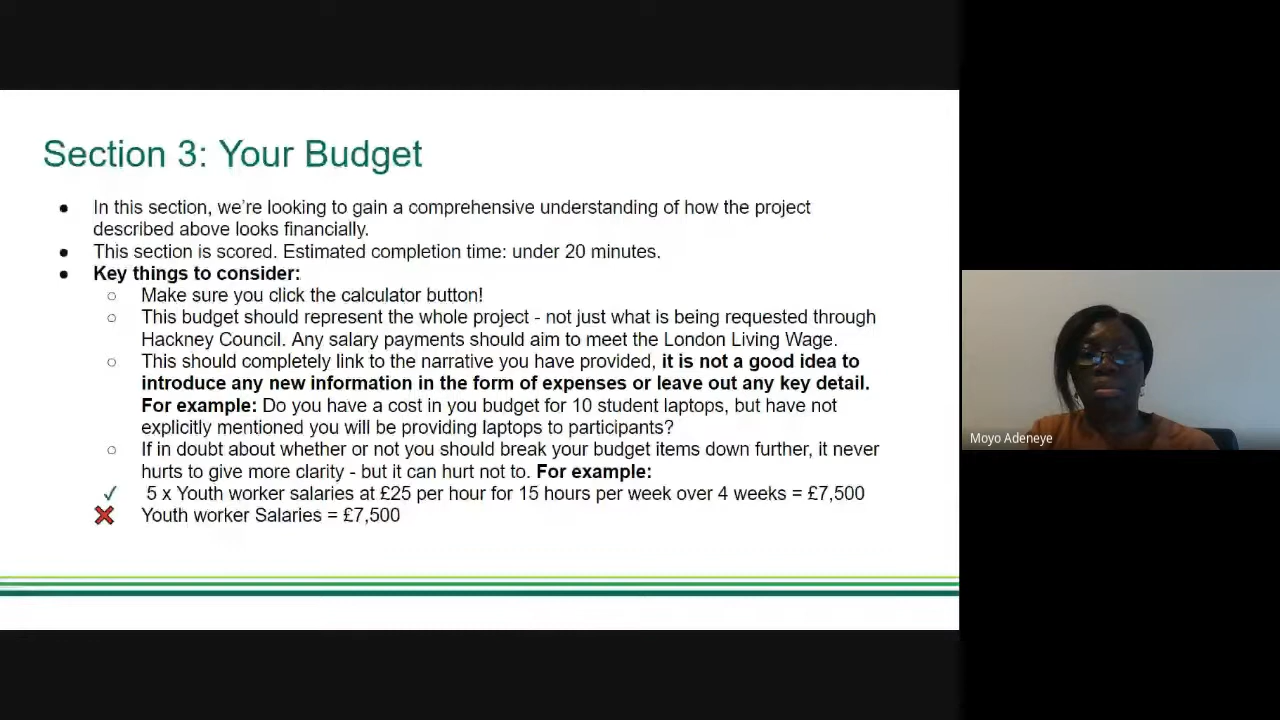 Section 3: Your Budget
● In this section, we're looking to gain a comprehensive understanding of how the project
described above looks financially.
● This section is scored. Estimated completion time: under 20 minutes.
● Key things to consider:
○ Make sure you click the calculator button!
○ This budget should represent the whole project - not just what is being requested through
Hackney Council. Any salary payments should aim to meet the London Living Wage.
○ This should completely link to the narrative you have provided, it is not a good idea to
introduce any new information in the form of expenses or leave out any key detail.
For example: Do you have a cost in you budget for 10 student laptops, but have not
explicitly mentioned you will be providing laptops to participants?
○ If in doubt about whether or not you should break your budget items down further, it never
hurts to give more clarity - but it can hurt not to. For example:
✓ 5 x Youth worker salaries at £25 per hour for 15 hours per week over 4 weeks = £7,500
❌ Youth worker Salaries = £7,500
Moyo Adeneye